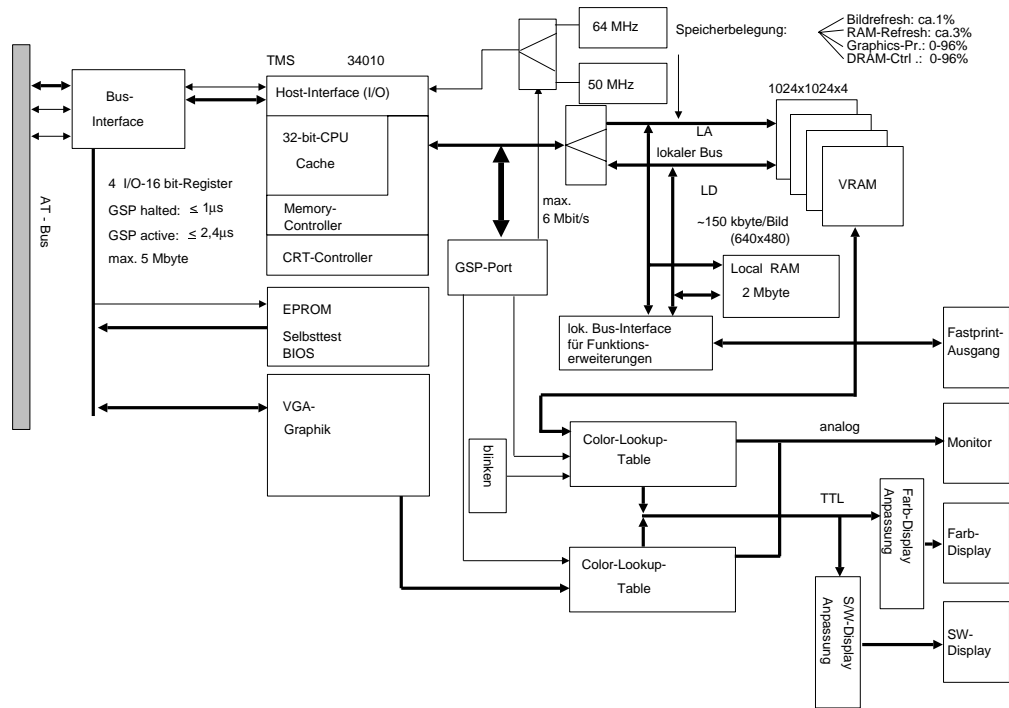 Bildrefresh: ca.1%
RAM-Refresh: ca.3%
Graphics-Pr.: 0-96%
DRAM-Ctrl .: 0-96%
Speicherbelegung:
64 MHz
50 MHz
TMS 34010
Host-Interface (I/O)
32-bit-CPU
Cache
Memory-
Controller
CRT-Controller
Bus-
Interface
AT - Bus
4 I/O-16 bit-Register
GSP halted: ≤ 1µs
GSP active: ≤ 2,4µs
max. 5 Mbyte
1024x1024x4
LA
lokaler Bus
LD
VRAM
max.
6 Mbit/s
~150 kbyte/Bild
(640x480)
GSP-Port
Local RAM
2 Mbyte
EPROM
Selbsttest
BIOS
lok. Bus-Interface
für Funktions-
erweiterungen
Fastprint-
Ausgang
VGA-
Graphik
blinken
Color-Lookup-
Table
analog
Monitor
TTL
Farb-Display
Anpassung
Farb-
Display
Color-Lookup-
Table
S/W-Display
Anpassung
SW-
Display